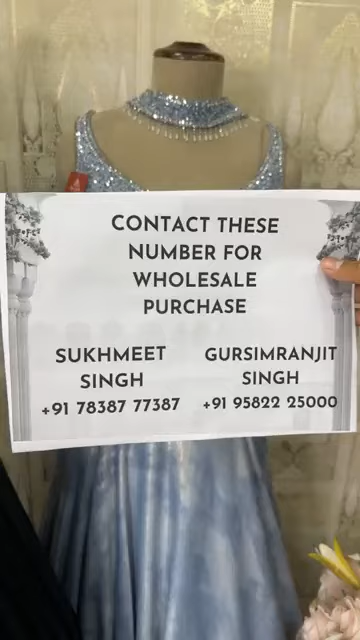 CONTACT THESE
NUMBER FOR
WHOLESALE
PURCHASE
SUKHMEET
SINGH
+91 78387 77387
GURSIMRANJIT
SINGH
+91 95822 25000